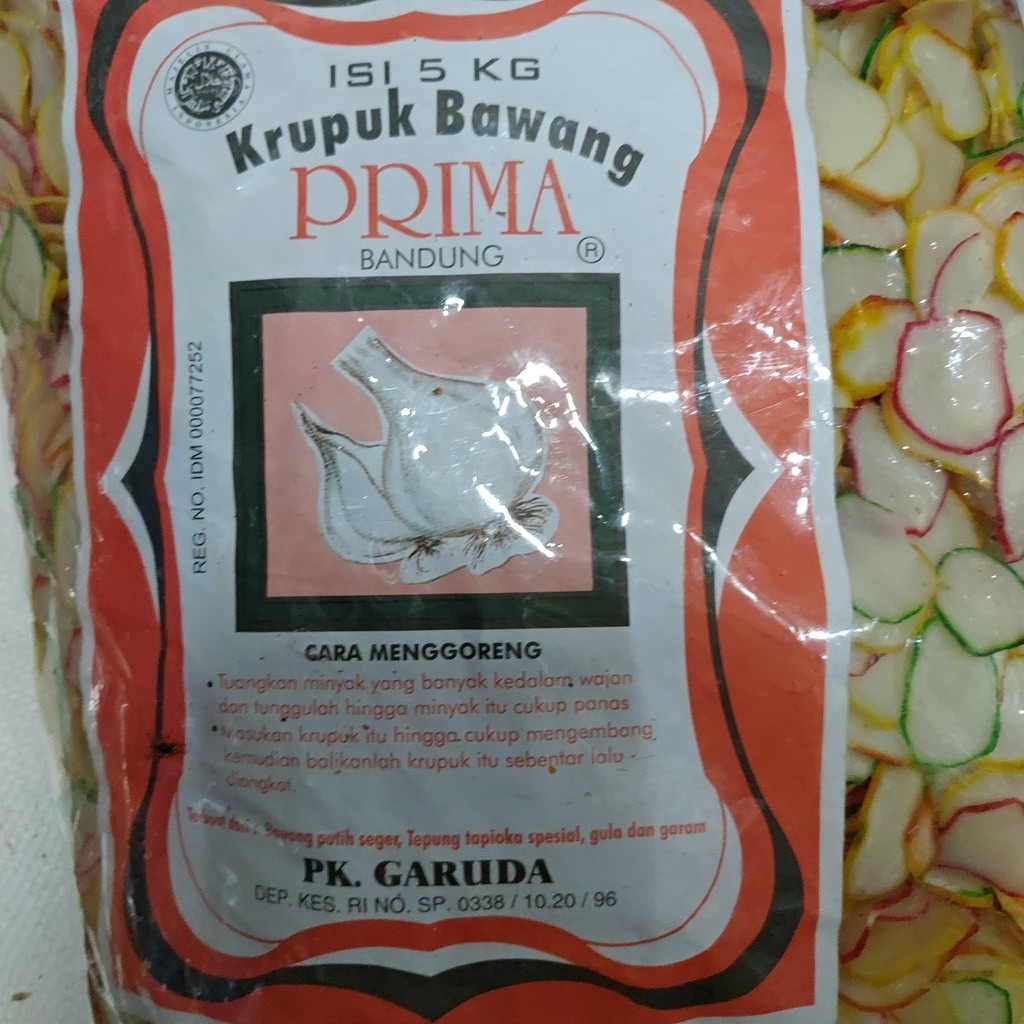 ISI 5 KG
Krupuk Bawang
PRIMA
BANDUNG ®
REG. NO. IDM 000077252
CARA MENGGORENG
• Tuangkan minyak yang banyak kedalam wajan
dan tunggulah hingga minyak itu cukup panas
• Masukan krupuk itu hingga cukup mengembang
kemudian balikanlah krupuk itu sebentar lalu
diangkat.
Terbuat dari : Bawang putih seger, Tepung tapioka spesial, gula dan garam
PK. GARUDA
DEP. KES. RI NO. SP. 0338 / 10.20 / 96